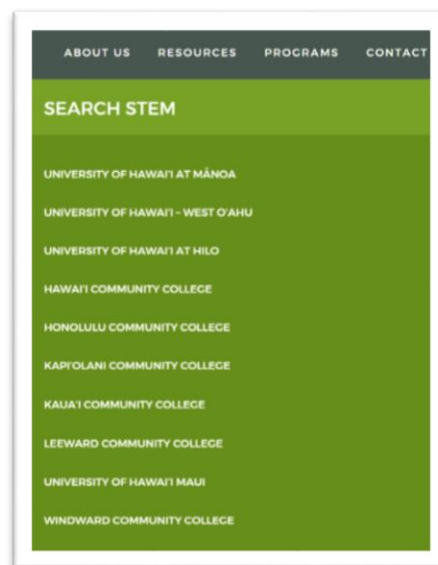 ABOUT US RESOURCES PROGRAMS CONTACT
SEARCH STEM
UNIVERSITY OF HAWAI'I AT MĀNOA
UNIVERSITY OF HAWAI'I – WEST O'AHU
UNIVERSITY OF HAWAI'I AT HILO
HAWAI'I COMMUNITY COLLEGE
HONOLULU COMMUNITY COLLEGE
KAPI'OLANI COMMUNITY COLLEGE
KAUA'I COMMUNITY COLLEGE
LEEWARD COMMUNITY COLLEGE
UNIVERSITY OF HAWAI'I MAUI
WINDWARD COMMUNITY COLLEGE